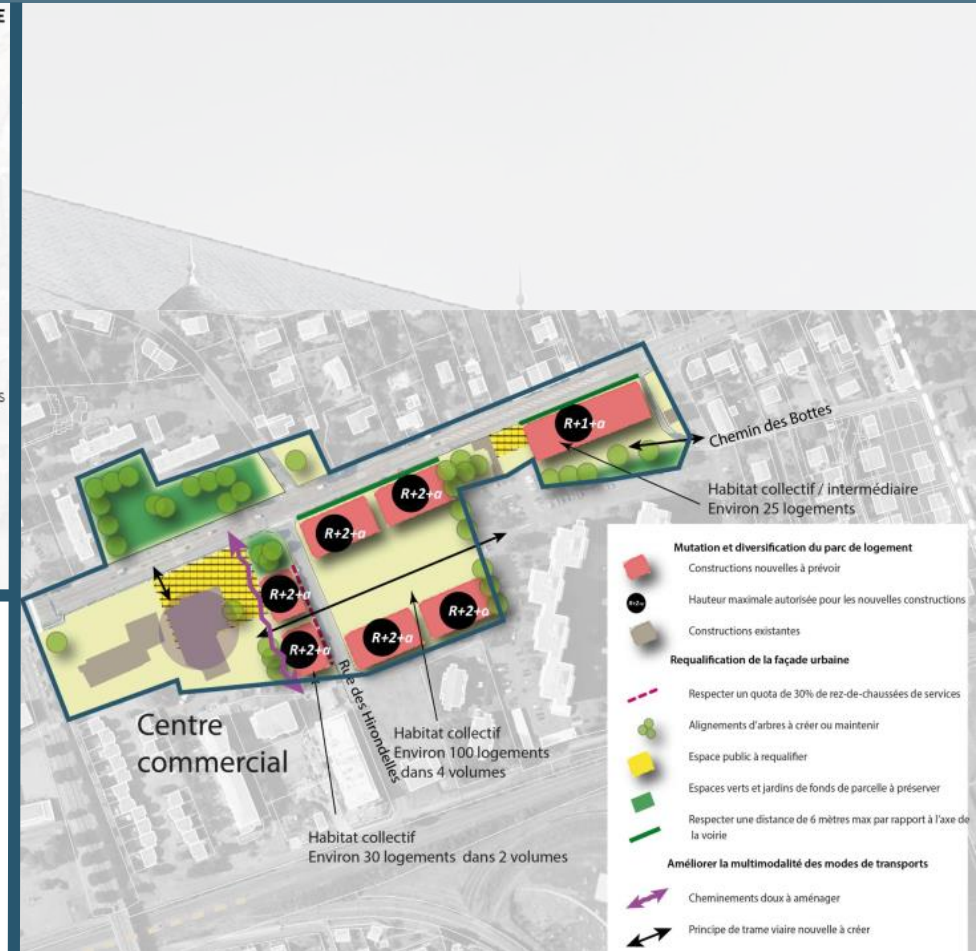 E
s
R+1+a
Chemin des Bottes
R+2+a
R+2+a
Habitat collectif / intermédiaire
Environ 25 logements
R+2+a
R+2+a
R+2+a
R+2+a
Rue des Hirondelles
Centre
commercial
Habitat collectif
Environ 100 logements
dans 4 volumes
Habitat collectif
Environ 30 logements dans 2 volumes
Mutation et diversification du parc de logement
Constructions nouvelles à prévoir
R+2+a
Hauteur maximale autorisée pour les nouvelles constructions
Constructions existantes
Requalification de la façade urbaine
Respecter un quota de 30% de rez-de-chaussées de services
Alignements d'arbres à créer ou maintenir
Espace public à requalifier
Espaces verts et jardins de fonds de parcelle à préserver
Respecter une distance de 6 mètres max par rapport à l'axe de
la voirie
Améliorer la multimodalité des modes de transports
Cheminements doux à aménager
Principe de trame viaire nouvelle à créer